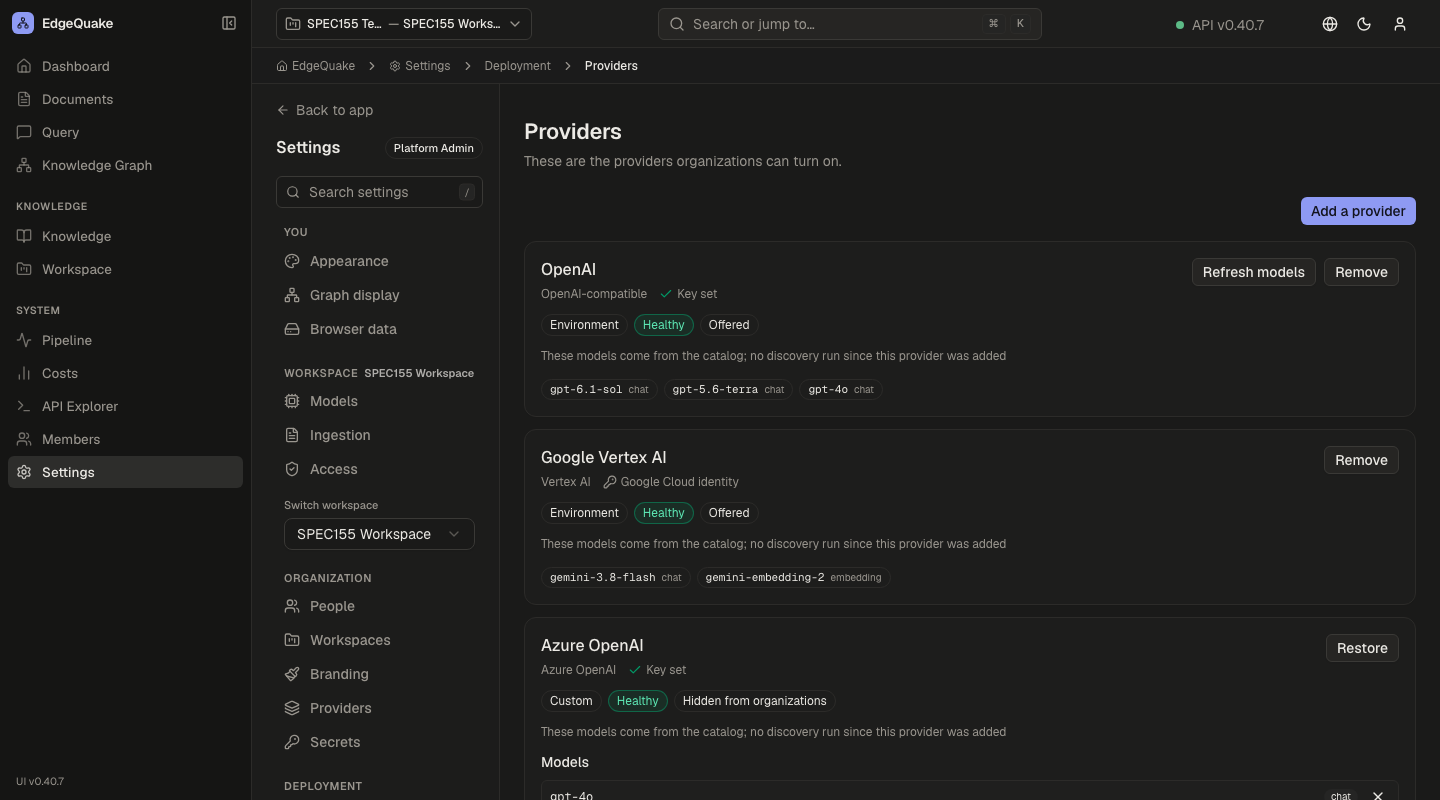 EdgeQuake
Dashboard
Documents
Query
Knowledge Graph
KNOWLEDGE
Knowledge
Workspace
SYSTEM
Pipeline
Costs
API Explorer
Members
Settings
UI v0.40.7
SPEC155 Te… — SPEC155 Works…
Search or jump to… ⌘ K
API v0.40.7
EdgeQuake > Settings > Deployment > Providers
Back to app
Settings Platform Admin
Search settings /
YOU
Appearance
Graph display
Browser data
WORKSPACE SPEC155 Workspace
Models
Ingestion
Access
Switch workspace
SPEC155 Workspace
ORGANIZATION
People
Workspaces
Branding
Providers
Secrets
DEPLOYMENT
Providers
These are the providers organizations can turn on.
Add a provider
OpenAI Refresh models Remove
OpenAI-compatible Key set
Environment Healthy Offered
These models come from the catalog; no discovery run since this provider was added
gpt-6.1-sol chat gpt-5.6-terra chat gpt-4o chat
Google Vertex AI Remove
Vertex AI Google Cloud identity
Environment Healthy Offered
These models come from the catalog; no discovery run since this provider was added
gemini-3.8-flash chat gemini-embedding-2 embedding
Azure OpenAI Restore
Azure OpenAI Key set
Custom Healthy Hidden from organizations
These models come from the catalog; no discovery run since this provider was added
Models
gpt-4o chat